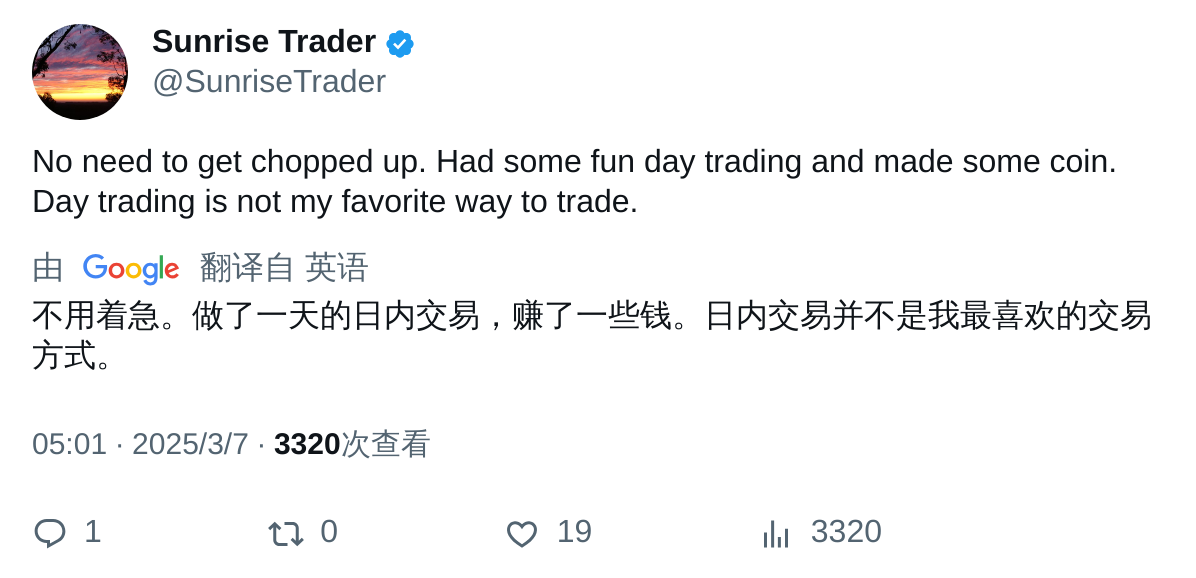 Sunrise Trader
@SunriseTrader
No need to get chopped up. Had some fun day trading and made some coin.
Day trading is not my favorite way to trade.
由 Google 翻译自 英语
不用着急。做了一天的日内交易，赚了一些钱。日内交易并不是我最喜欢的交易
方式。
05:01 · 2025/3/7 · 3320次查看
1 0 19 3320